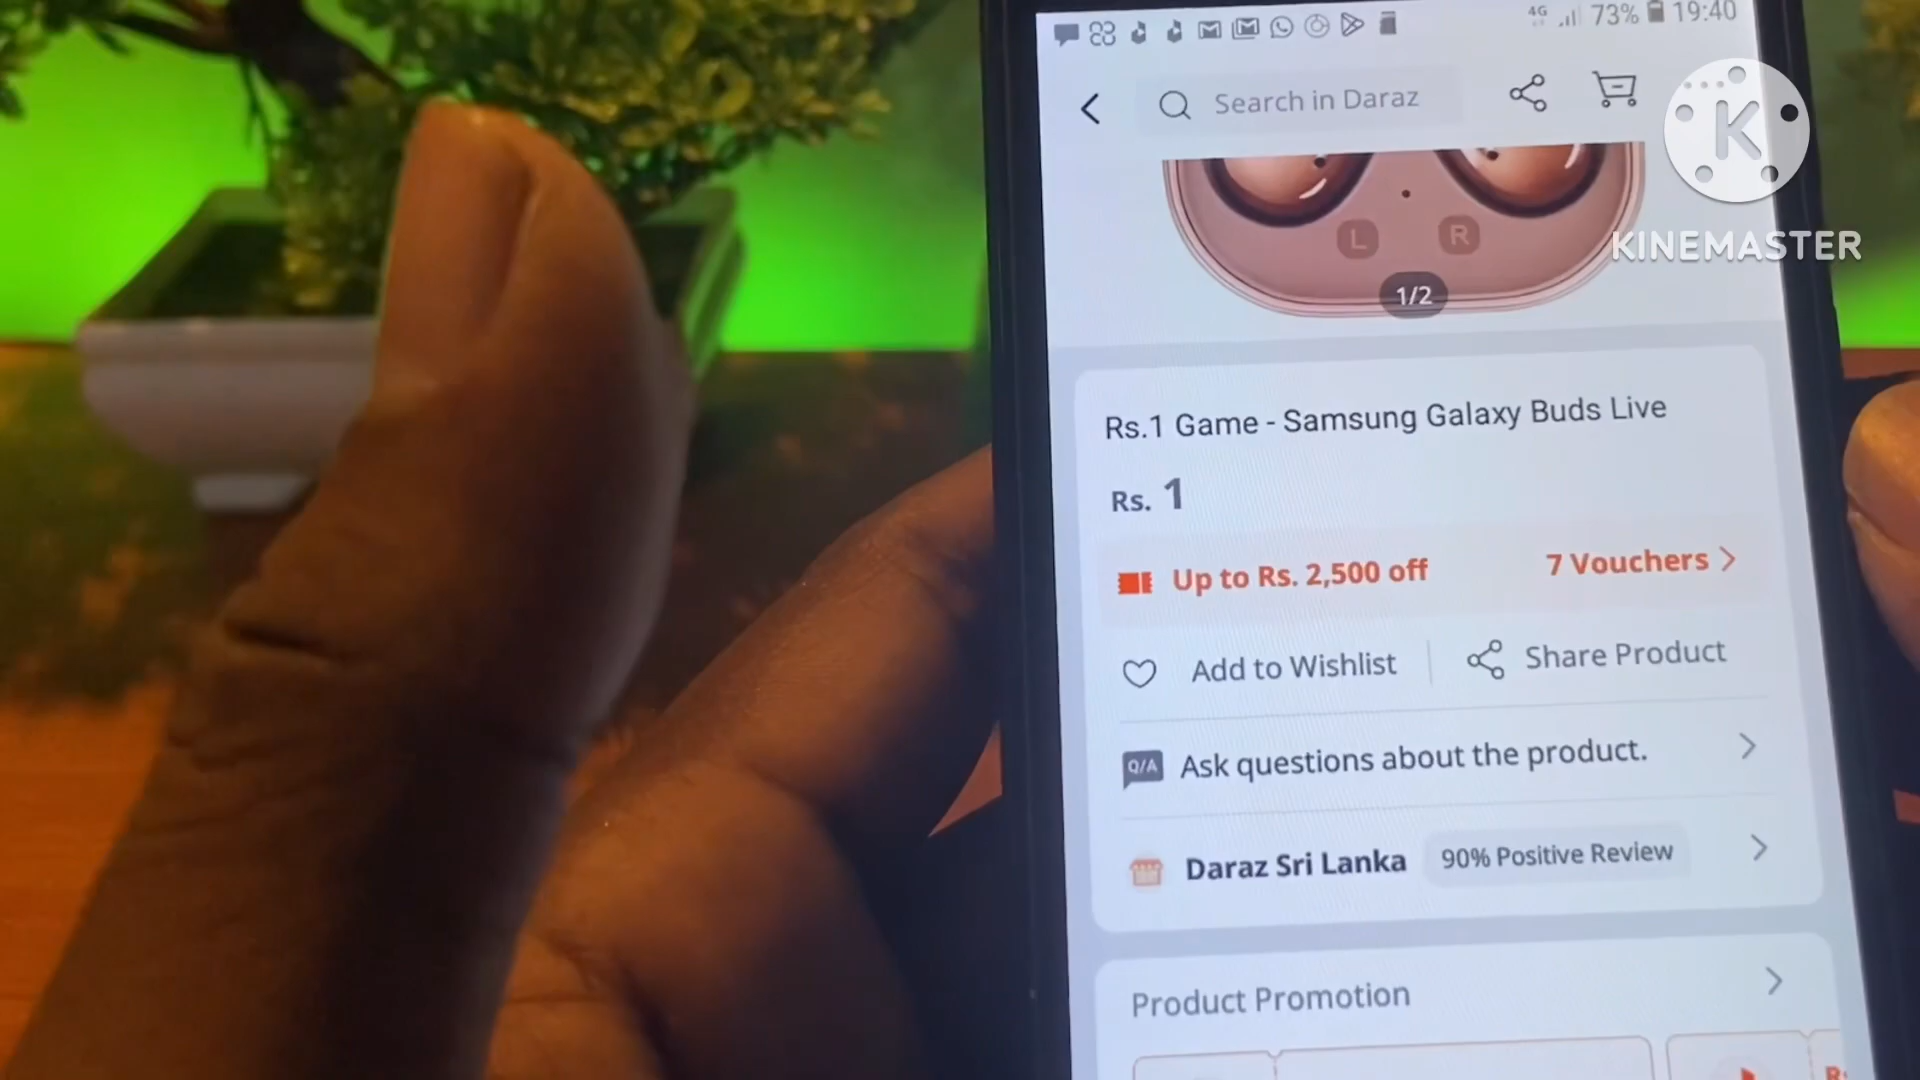 4G 73% 19:40
Search in Daraz
K
KINEMASTER
L R
1/2
Rs.1 Game - Samsung Galaxy Buds Live
Rs. 1
Up to Rs. 2,500 off 7 Vouchers
Add to Wishlist Share Product
Q/A Ask questions about the product.
Daraz Sri Lanka 90% Positive Review
Product Promotion